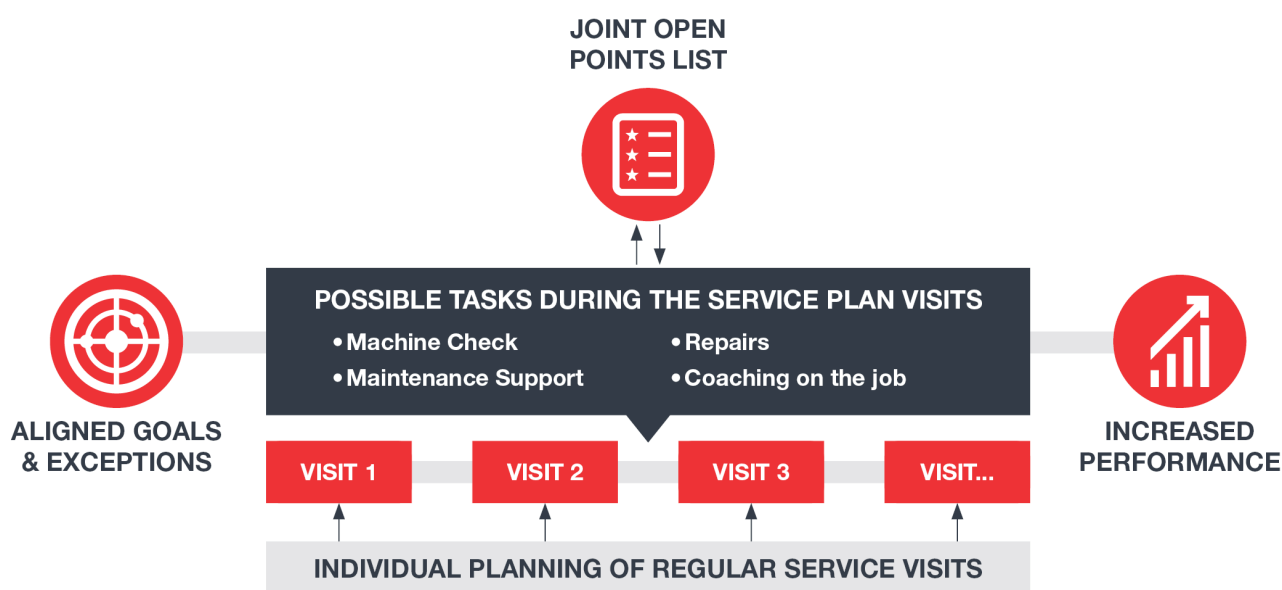 JOINT OPEN
POINTS LIST
POSSIBLE TASKS DURING THE SERVICE PLAN VISITS
• Machine Check
• Maintenance Support
• Repairs
• Coaching on the job
ALIGNED GOALS
& EXCEPTIONS
INCREASED
PERFORMANCE
VISIT 1
VISIT 2
VISIT 3
VISIT...
INDIVIDUAL PLANNING OF REGULAR SERVICE VISITS